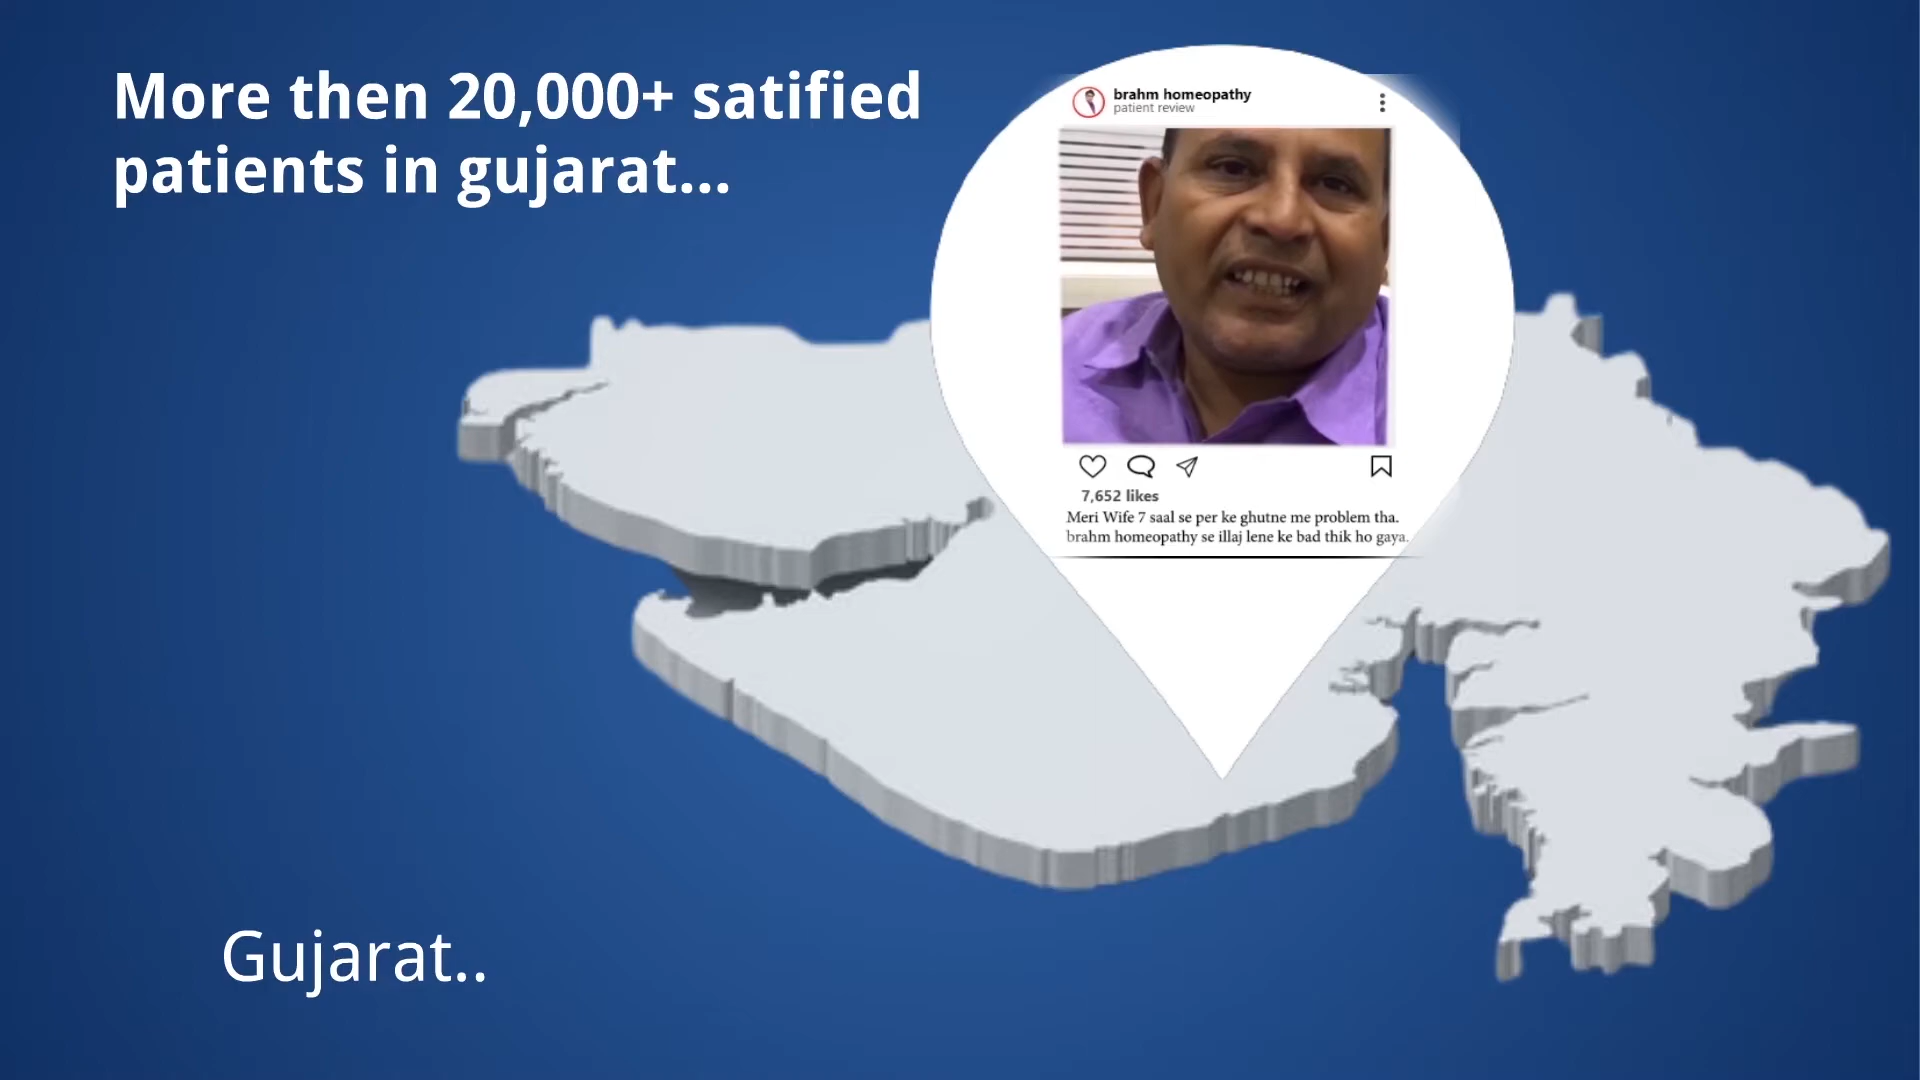 More then 20,000+ satified
patients in gujarat...
brahm homeopathy
patient review
7,652 likes
Meri Wife 7 saal se per ke ghutne me problem tha.
brahm homeopathy se illaj lene ke bad thik ho gaya.
Gujarat..